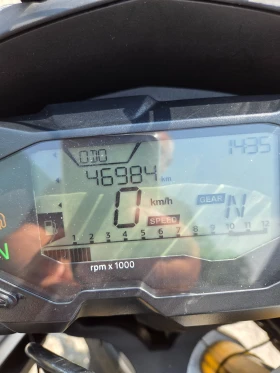 ODO 14:35
46984 km
0 km/h
SPEED GEAR N
1 2 3 4 5 6 7 8 9 10 11 12
N
rpm x 1000